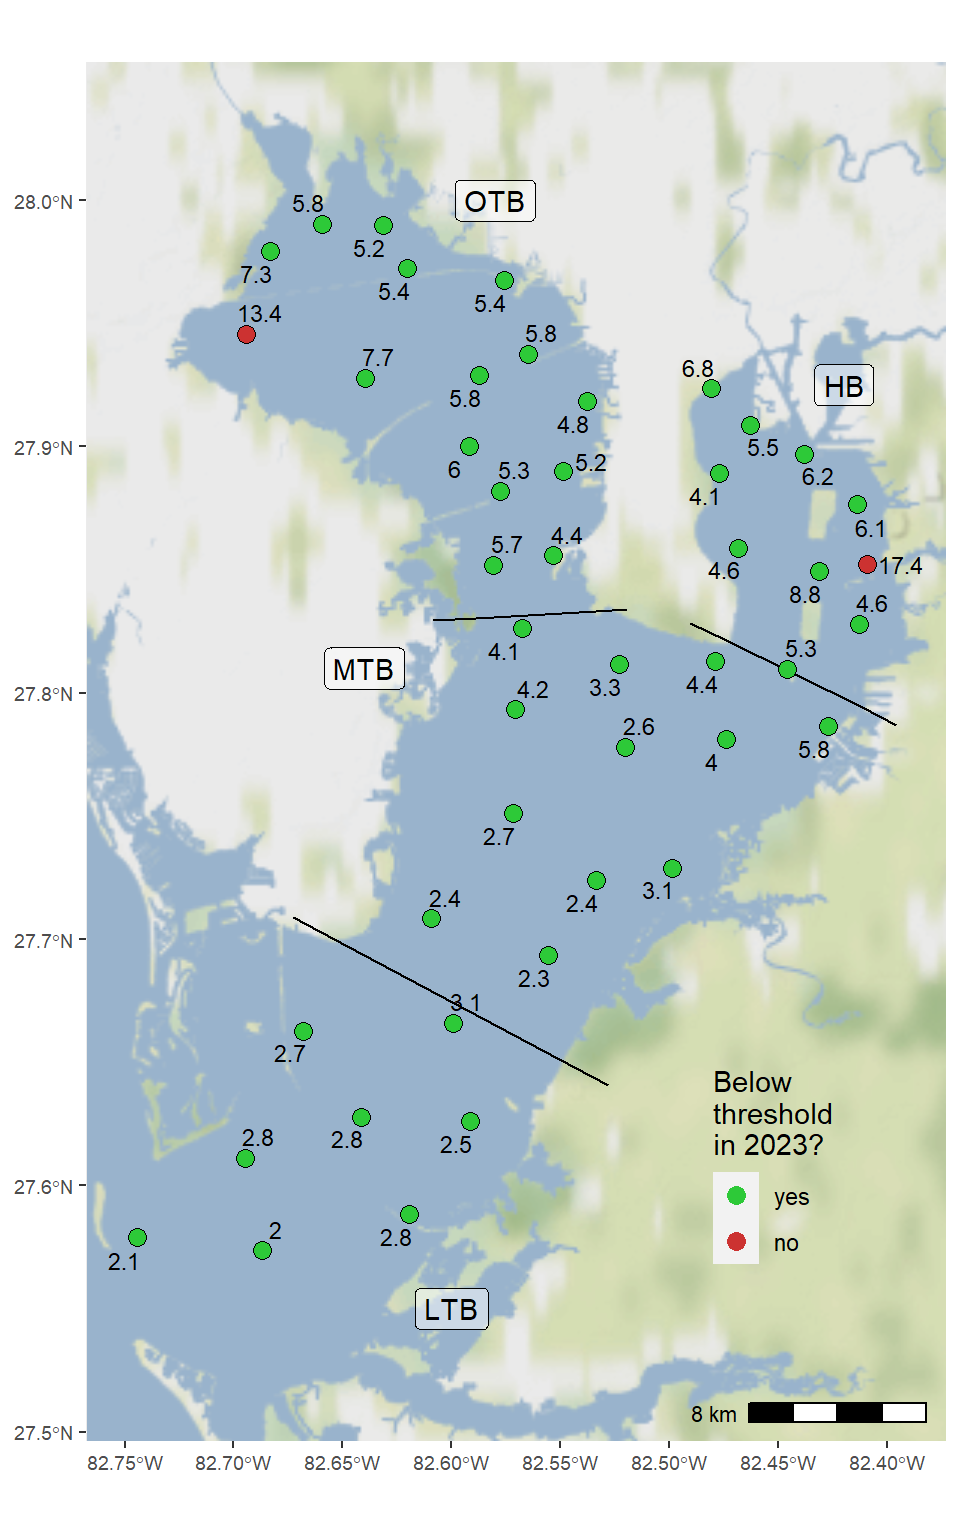 28.0°N
27.9°N
27.8°N
27.7°N
27.6°N
27.5°N
OTB
5.8
5.2
7.3
5.4
5.4
13.4
5.8
7.7
5.8
4.8
6
5.3
5.2
5.7
4.4
HB
6.8
5.5
6.2
4.1
6.1
4.6
8.8
17.4
4.6
5.3
MTB
4.1
3.3
4.4
4.2
2.6
4
5.8
2.7
2.4
3.1
2.4
2.3
3.1
2.7
2.8
2.8
2.5
2.1
2
2.8
LTB
Below
threshold
in 2023?
yes
no
8 km
82.75°W 82.70°W 82.65°W 82.60°W 82.55°W 82.50°W 82.45°W 82.40°W